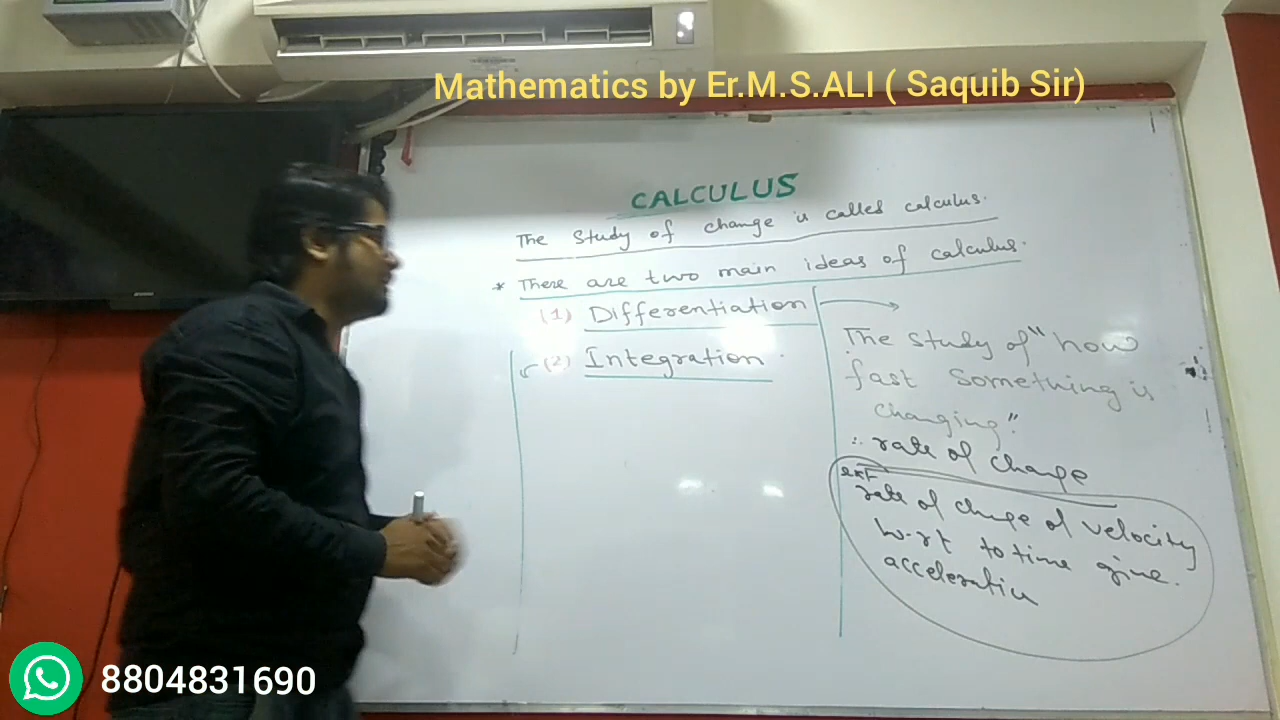 Mathematics by Er.M.S.ALI ( Saquib Sir)
CALCULUS
The study of change is called calculus.
* There are two main ideas of calculus.
(1) Differentiation
(2) Integration
The study of "how
fast something is
changing".
∴ rate of change
ext
rate of change of velocity
w-rt to time give.
acceleration
8804831690